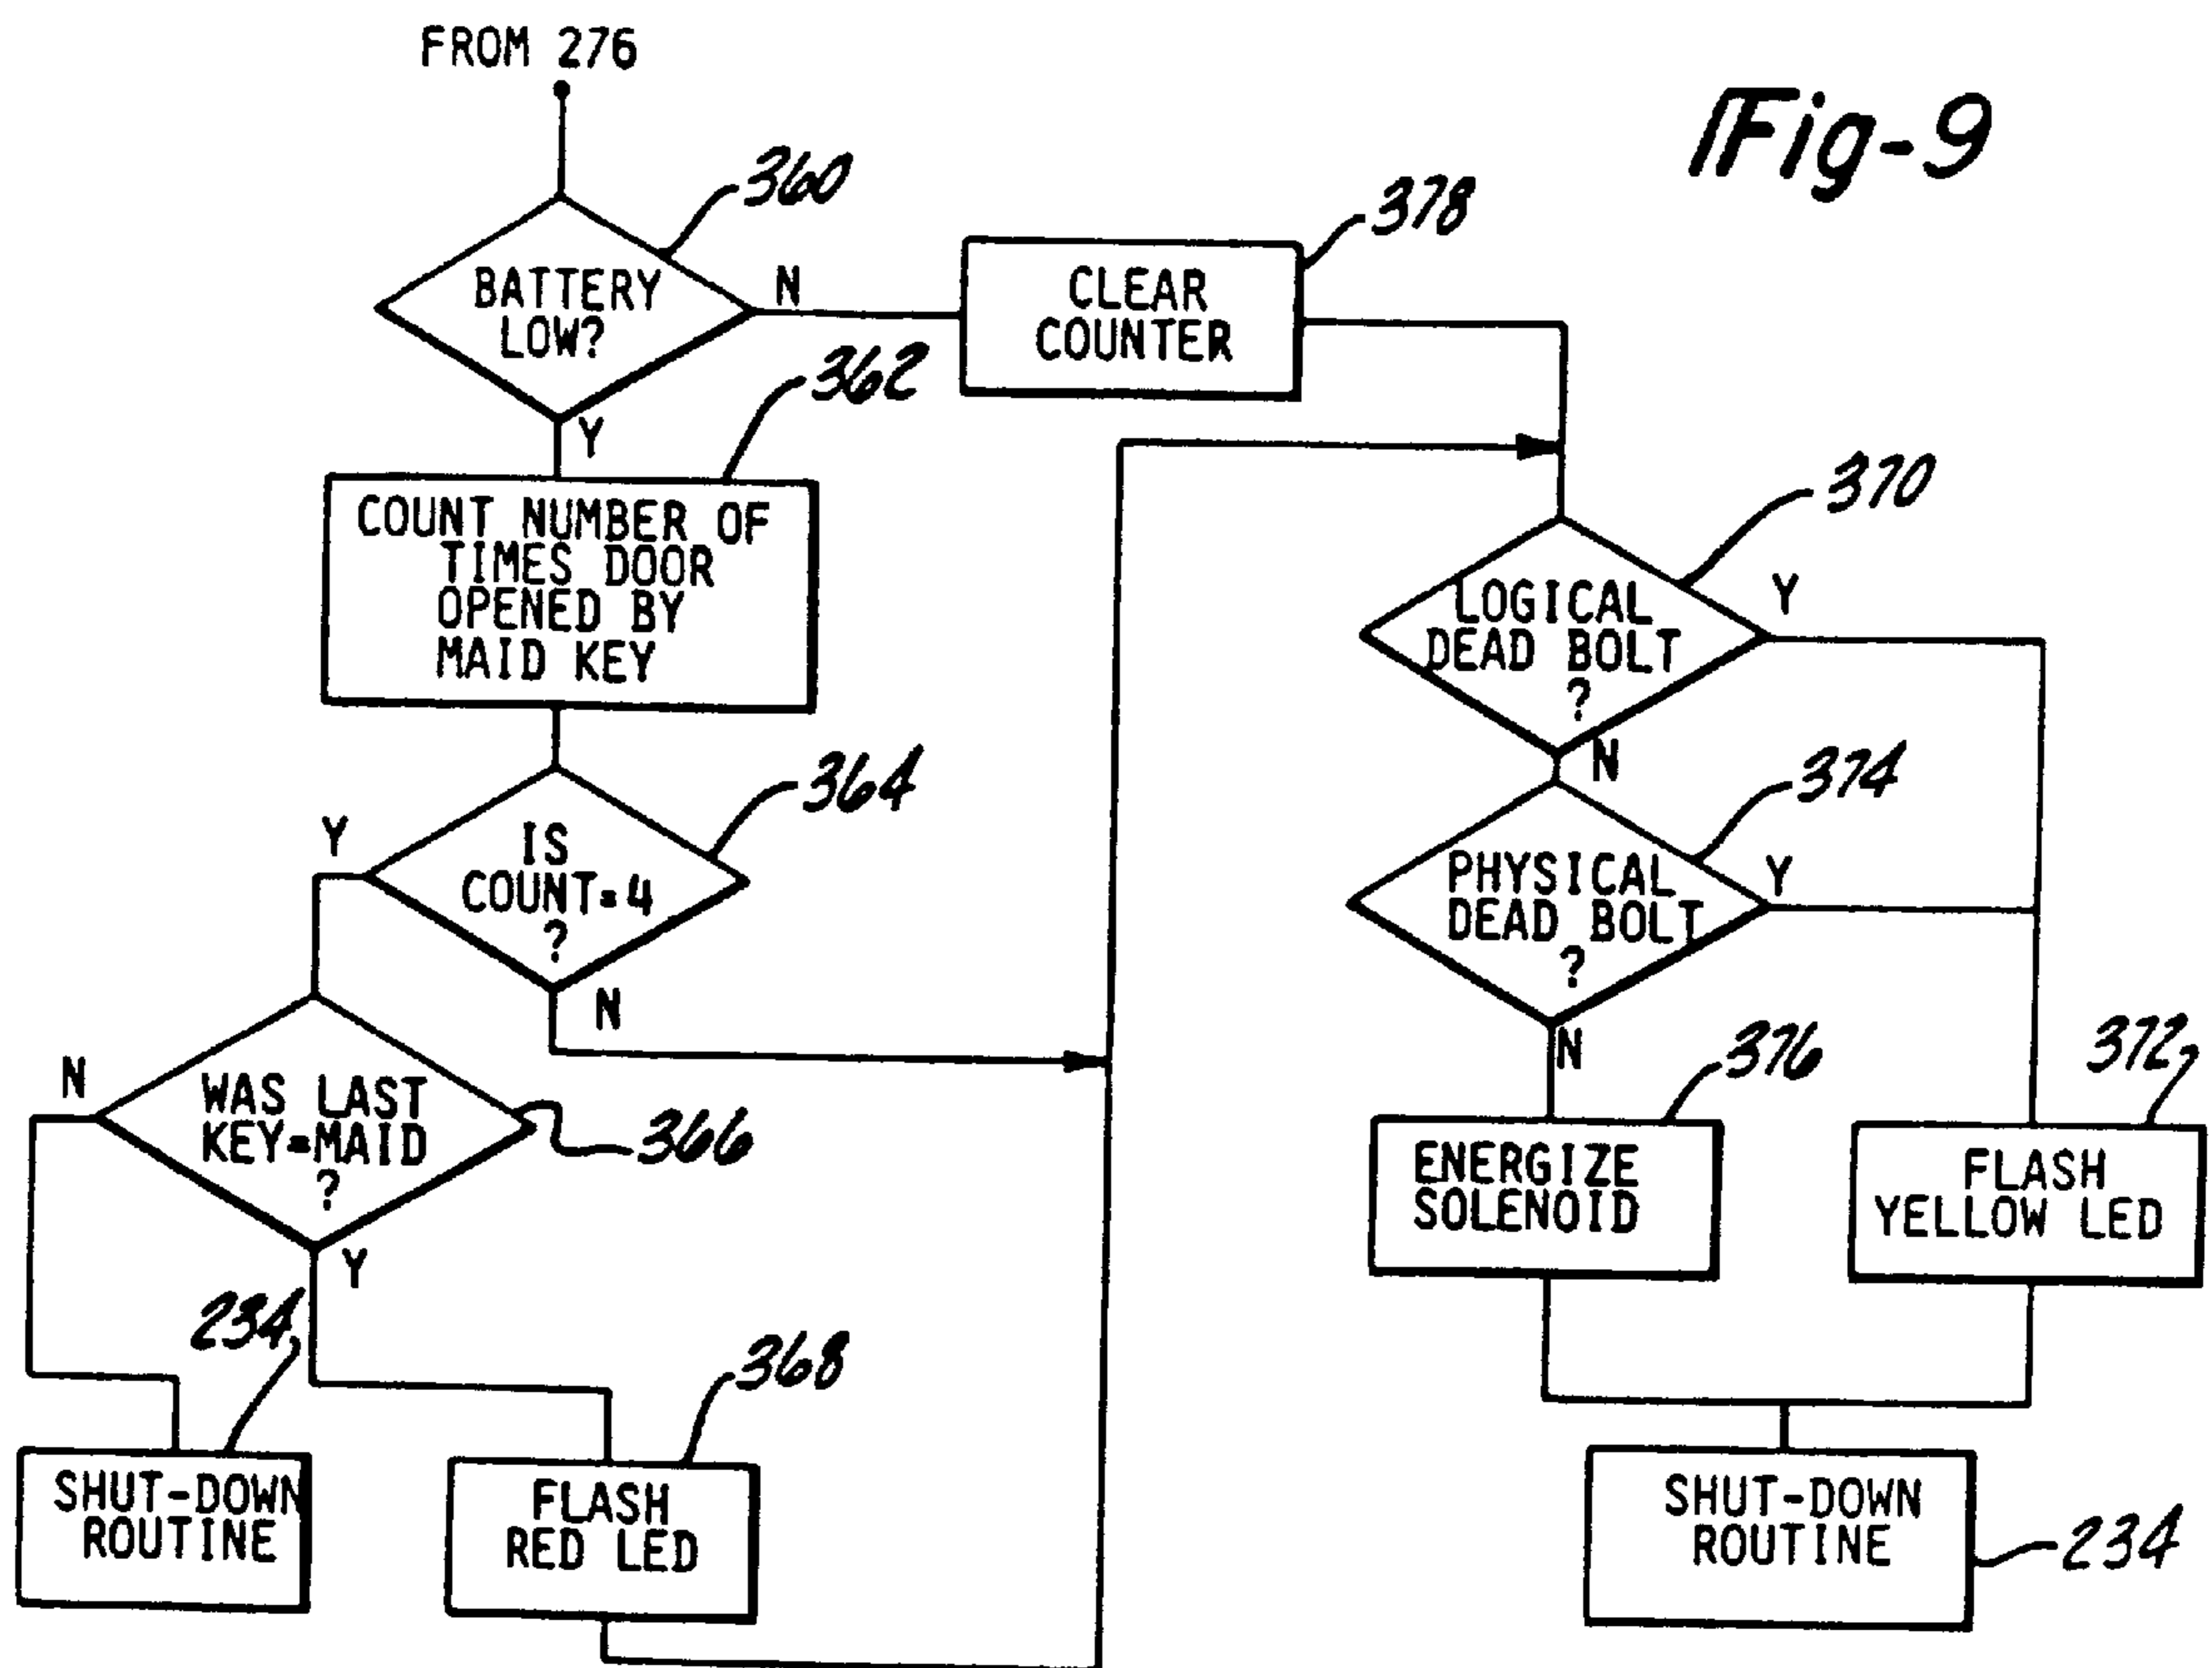 FROM 276
Fig-9
360
BATTERY
LOW?
N
Y
378
CLEAR
COUNTER
362
COUNT NUMBER OF
TIMES DOOR
OPENED BY
MAID KEY
364
IS
COUNT=4
?
Y
N
366
WAS LAST
KEY=MAID
?
N
Y
234
SHUT-DOWN
ROUTINE
368
FLASH
RED LED
370
LOGICAL
DEAD BOLT
?
Y
N
374
PHYSICAL
DEAD BOLT
?
Y
N
376
ENERGIZE
SOLENOID
372
FLASH
YELLOW LED
SHUT-DOWN
ROUTINE
234